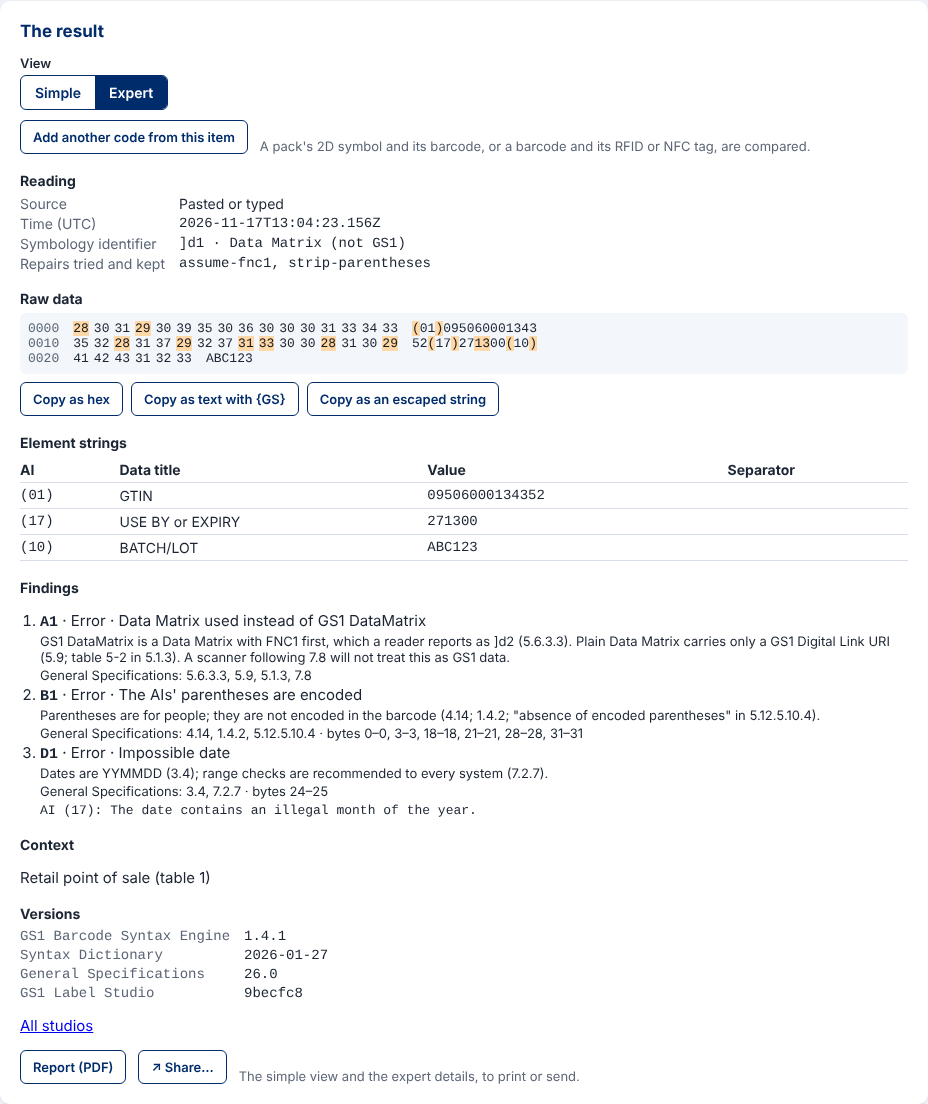 The result
View
Simple Expert
Add another code from this item A pack's 2D symbol and its barcode, or a barcode and its RFID or NFC tag, are compared.
Reading
Source Pasted or typed
Time (UTC) 2026-11-17T13:04:23.156Z
Symbology identifier ]d1 · Data Matrix (not GS1)
Repairs tried and kept assume-fnc1, strip-parentheses
Raw data
0000 28 30 31 29 30 39 35 30 36 30 30 30 31 33 34 33 (01)095060001343
0010 35 32 28 31 37 29 32 37 31 33 30 30 28 31 30 29 52(17)271300(10)
0020 41 42 43 31 32 33 ABC123
Copy as hex Copy as text with {GS} Copy as an escaped string
Element strings
AI Data title Value Separator
(01) GTIN 09506000134352
(17) USE BY or EXPIRY 271300
(10) BATCH/LOT ABC123
Findings
1. A1 · Error · Data Matrix used instead of GS1 DataMatrix
GS1 DataMatrix is a Data Matrix with FNC1 first, which a reader reports as ]d2 (5.6.3.3). Plain Data Matrix carries only a GS1 Digital Link URI
(5.9; table 5-2 in 5.1.3). A scanner following 7.8 will not treat this as GS1 data.
General Specifications: 5.6.3.3, 5.9, 5.1.3, 7.8
2. B1 · Error · The AIs' parentheses are encoded
Parentheses are for people; they are not encoded in the barcode (4.14; 1.4.2; "absence of encoded parentheses" in 5.12.5.10.4).
General Specifications: 4.14, 1.4.2, 5.12.5.10.4 · bytes 0–0, 3–3, 18–18, 21–21, 28–28, 31–31
3. D1 · Error · Impossible date
Dates are YYMMDD (3.4); range checks are recommended to every system (7.2.7).
General Specifications: 3.4, 7.2.7 · bytes 24–25
AI (17): The date contains an illegal month of the year.
Context
Retail point of sale (table 1)
Versions
GS1 Barcode Syntax Engine 1.4.1
Syntax Dictionary 2026-01-27
General Specifications 26.0
GS1 Label Studio 9becfc8
All studios
Report (PDF) ↗ Share… The simple view and the expert details, to print or send.